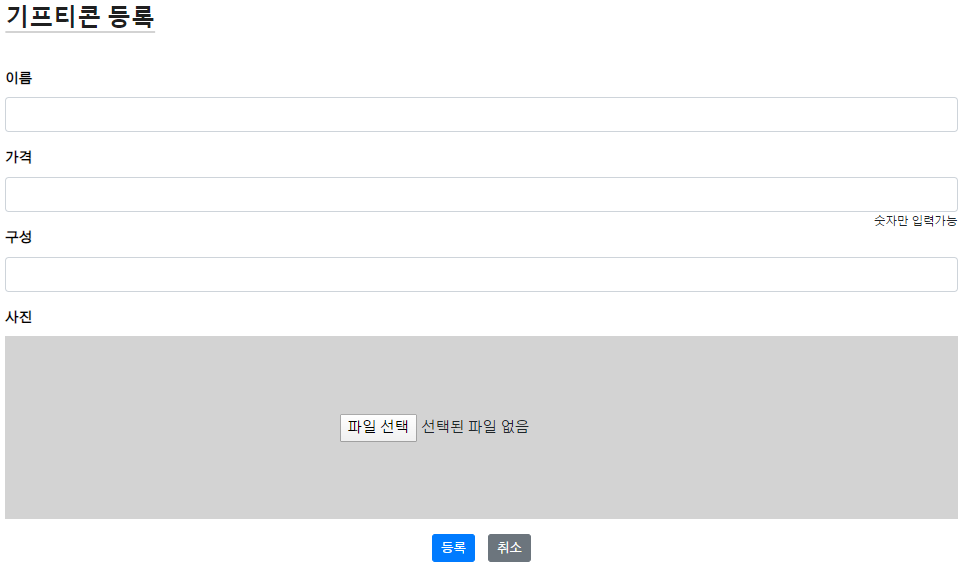 기프티콘 등록
이름
가격
숫자만 입력가능
구성
사진
파일 선택 선택된 파일 없음
등록 취소